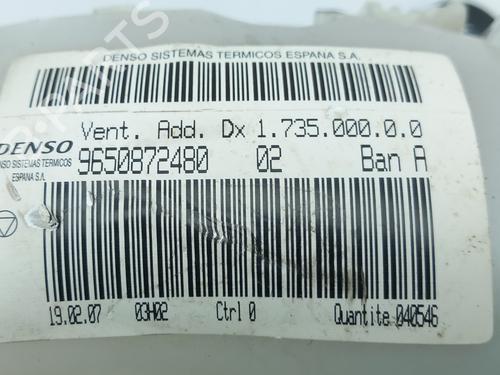 DENSO SISTEMAS TERMICOS ESPANA S.A.
Vent. Add. Dx 1.735.000.0.0
DENSO
9650872480 02 Ban A
DENSO SISTEMAS TERMICOS
ESPANA S.A.
19.02.07 03H02 Ctrl 0 Quantite 040546